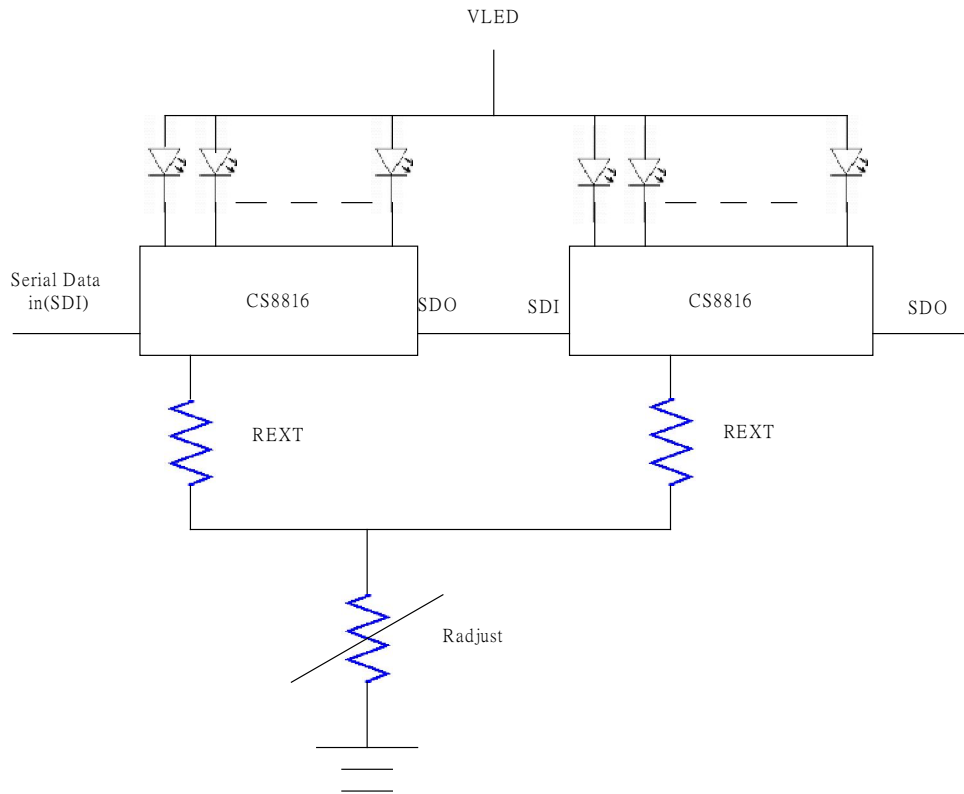 VLED
Serial Data
in(SDI)
CS8816
SDO
SDI
CS8816
SDO
REXT
REXT
Radjust